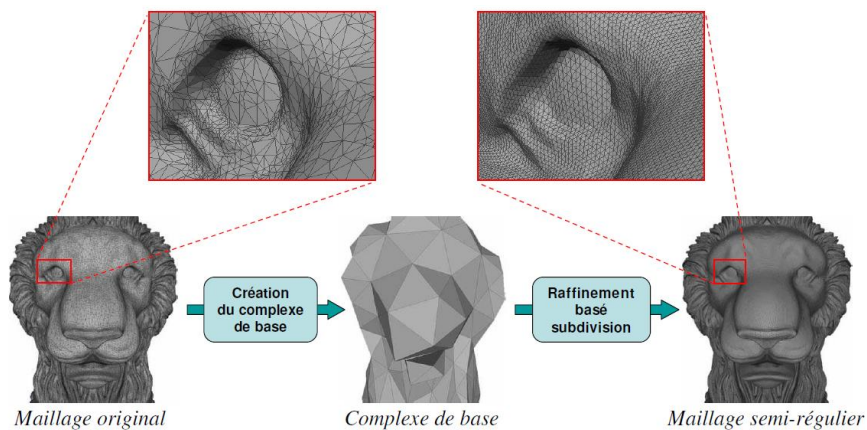 Création
du complexe
de base
Raffinement
basé
subdivision
Maillage original
Complexe de base
Maillage semi-régulier